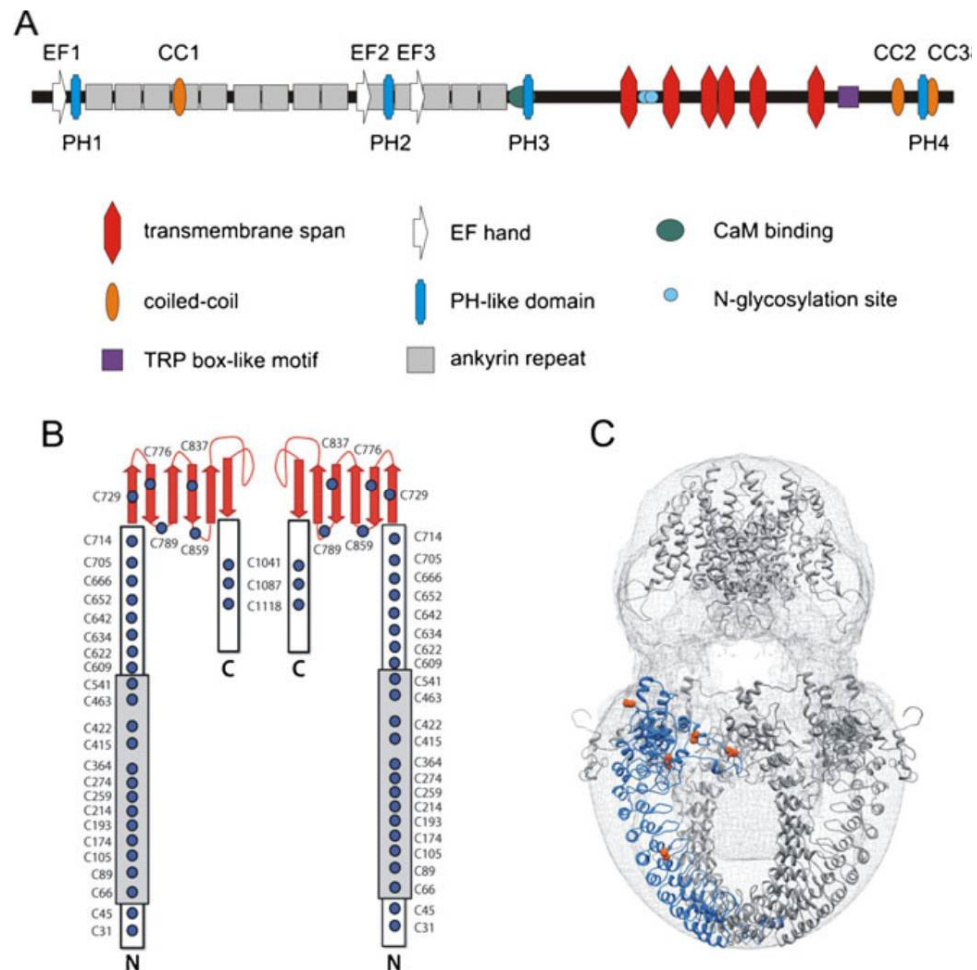 A
EF1 CC1 EF2 EF3 CC2 CC3
PH1 PH2 PH3 PH4
transmembrane span EF hand CaM binding
coiled-coil PH-like domain N-glycosylation site
TRP box-like motif ankyrin repeat
B
C776 C837
C729
C789 C859
C714
C705
C666
C652
C642
C634
C622
C609
C541
C463
C422
C415
C364
C274
C259
C214
C193
C174
C105
C89
C66
C45
C31
N
C1041
C1087
C1118
C C
C837 C776
C729
C789 C859
C714
C705
C666
C652
C642
C634
C622
C609
C541
C463
C422
C415
C364
C274
C259
C214
C193
C174
C105
C89
C66
C45
C31
N
C